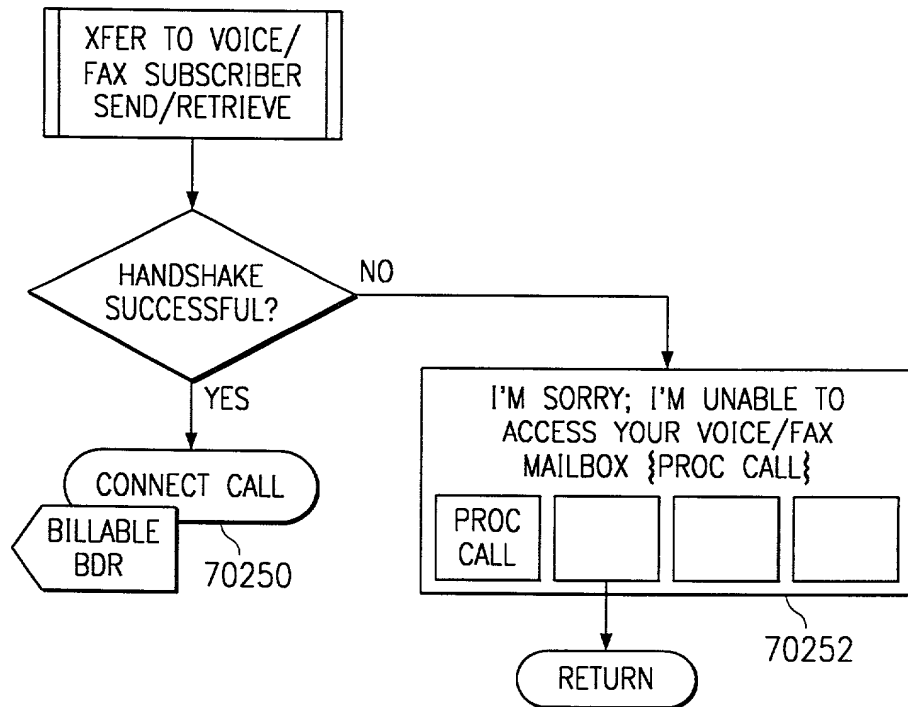 XFER TO VOICE/
FAX SUBSCRIBER
SEND/RETRIEVE
HANDSHAKE
SUCCESSFUL?
NO
YES
CONNECT CALL
BILLABLE
BDR
70250
I'M SORRY; I'M UNABLE TO
ACCESS YOUR VOICE/FAX
MAILBOX {PROC CALL}
PROC
CALL
70252
RETURN